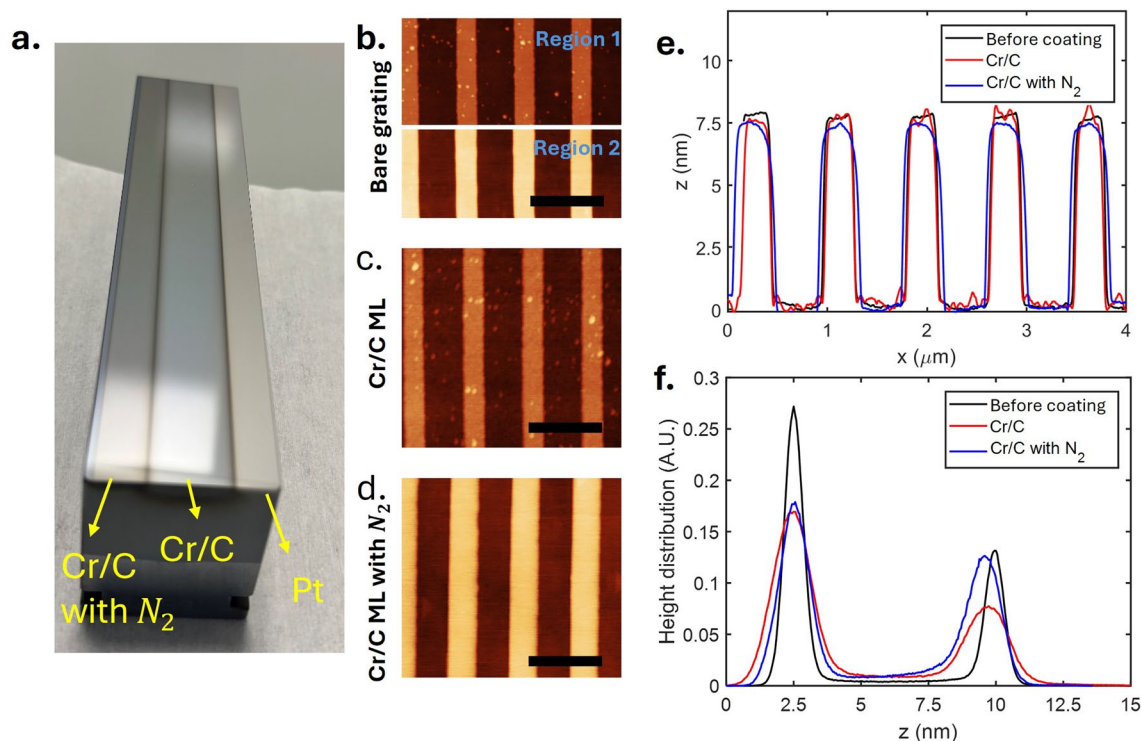 a.
Cr/C
with N₂
Cr/C
Pt
b.
Bare grating
Region 1
Region 2
c.
Cr/C ML
d.
Cr/C ML with N₂
e.
Before coating
Cr/C
Cr/C with N₂
z (nm)
10
7.5
5
2.5
0
0 1 2 3 4
x (μm)
f.
Before coating
Cr/C
Cr/C with N₂
Height distribution (A.U.)
0.3
0.25
0.2
0.15
0.1
0.05
0
0 2.5 5 7.5 10 12.5 15
z (nm)